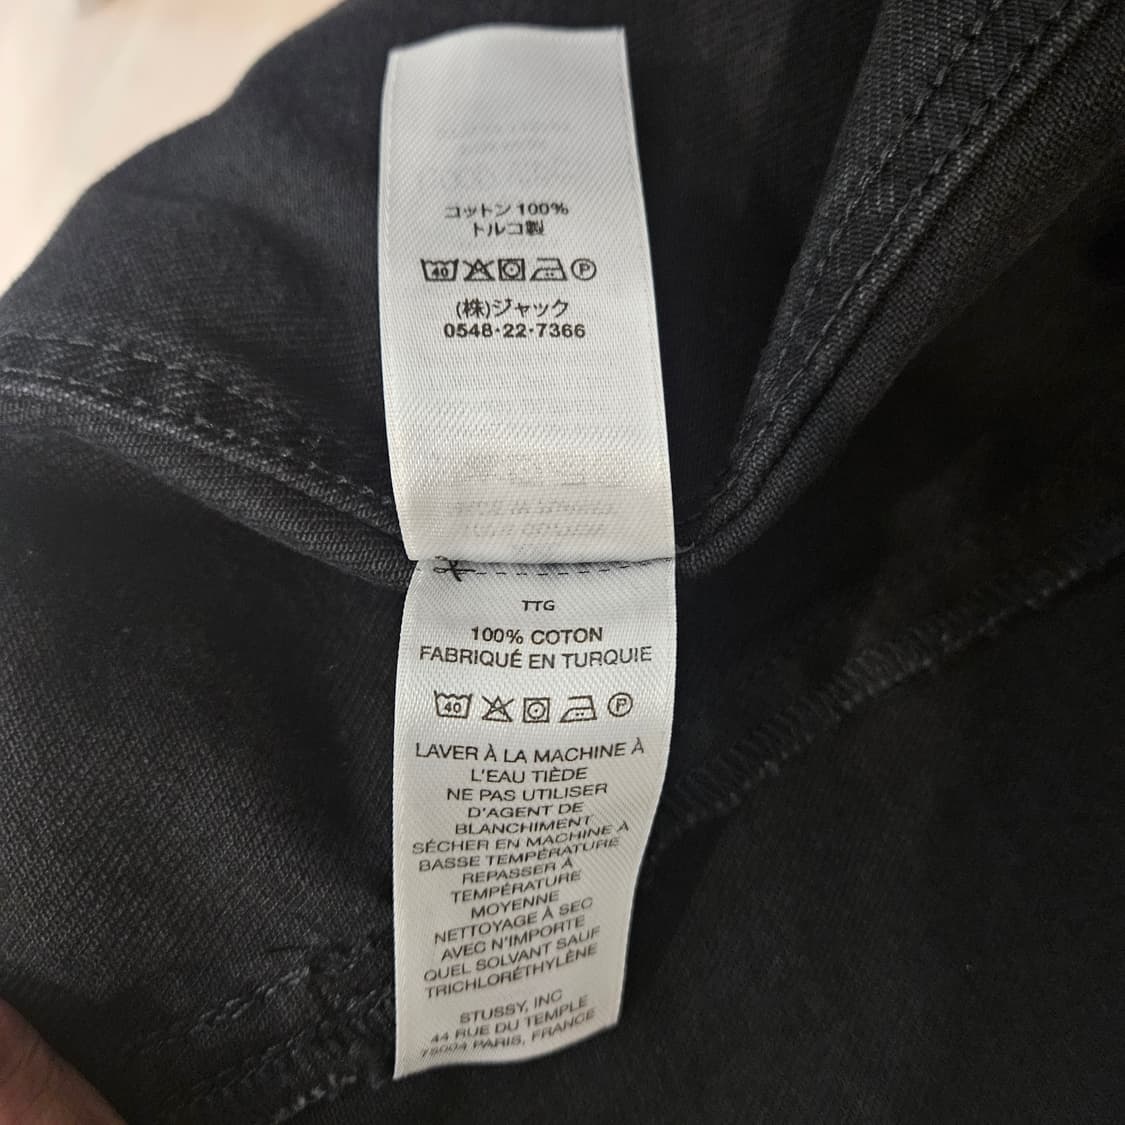 コットン 100%
トルコ製
40 P
(株)ジャック
0548-22-7366
TTG
100% COTON
FABRIQUÉ EN TURQUIE
40 P
LAVER À LA MACHINE À
L'EAU TIÈDE
NE PAS UTILISER
D'AGENT DE
BLANCHIMENT
SÉCHER EN MACHINE À
BASSE TEMPÉRATURE
REPASSER À
TEMPÉRATURE
MOYENNE
NETTOYAGE À SEC
AVEC N'IMPORTE
QUEL SOLVANT SAUF
TRICHLORÉTHYLÈNE
STUSSY, INC
44 RUE DU TEMPLE
75004 PARIS, FRANCE